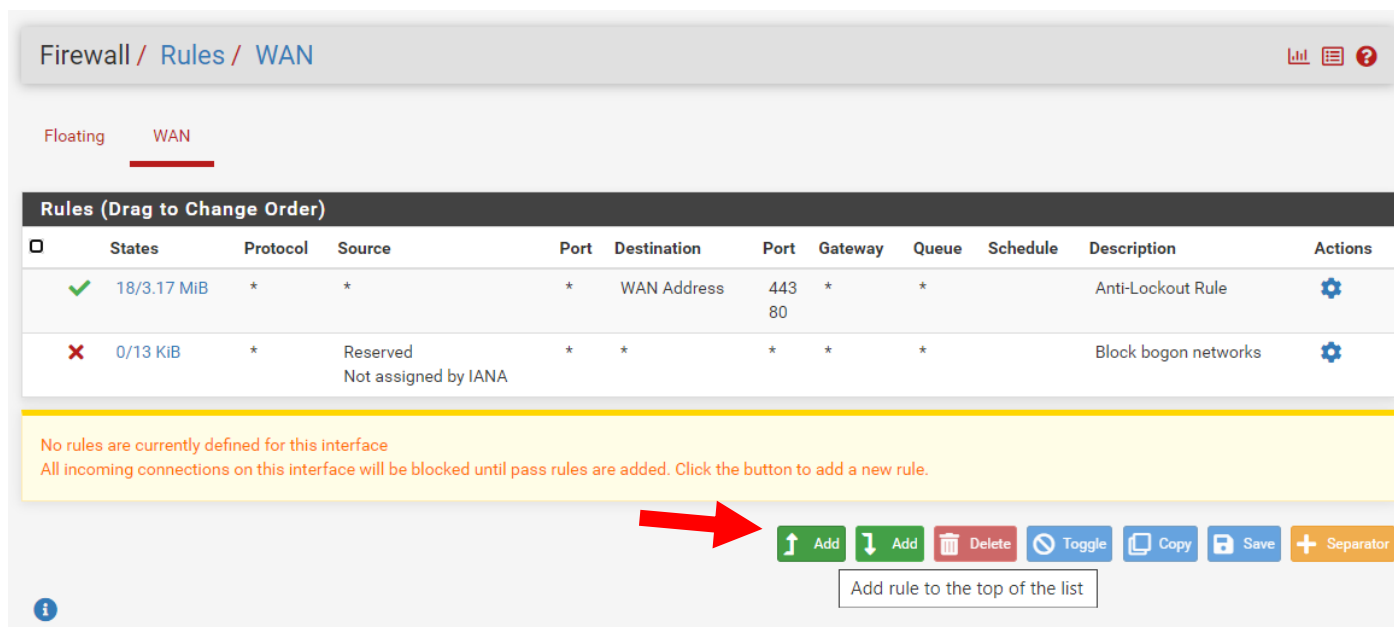 Firewall / Rules / WAN
Floating WAN
Rules (Drag to Change Order)
States Protocol Source Port Destination Port Gateway Queue Schedule Description Actions
18/3.17 MiB * * * WAN Address 443 * * Anti-Lockout Rule
80
0/13 KiB * Reserved * * * * * Block bogon networks
Not assigned by IANA
No rules are currently defined for this interface
All incoming connections on this interface will be blocked until pass rules are added. Click the button to add a new rule.
Add Add Delete Toggle Copy Save Separator
Add rule to the top of the list